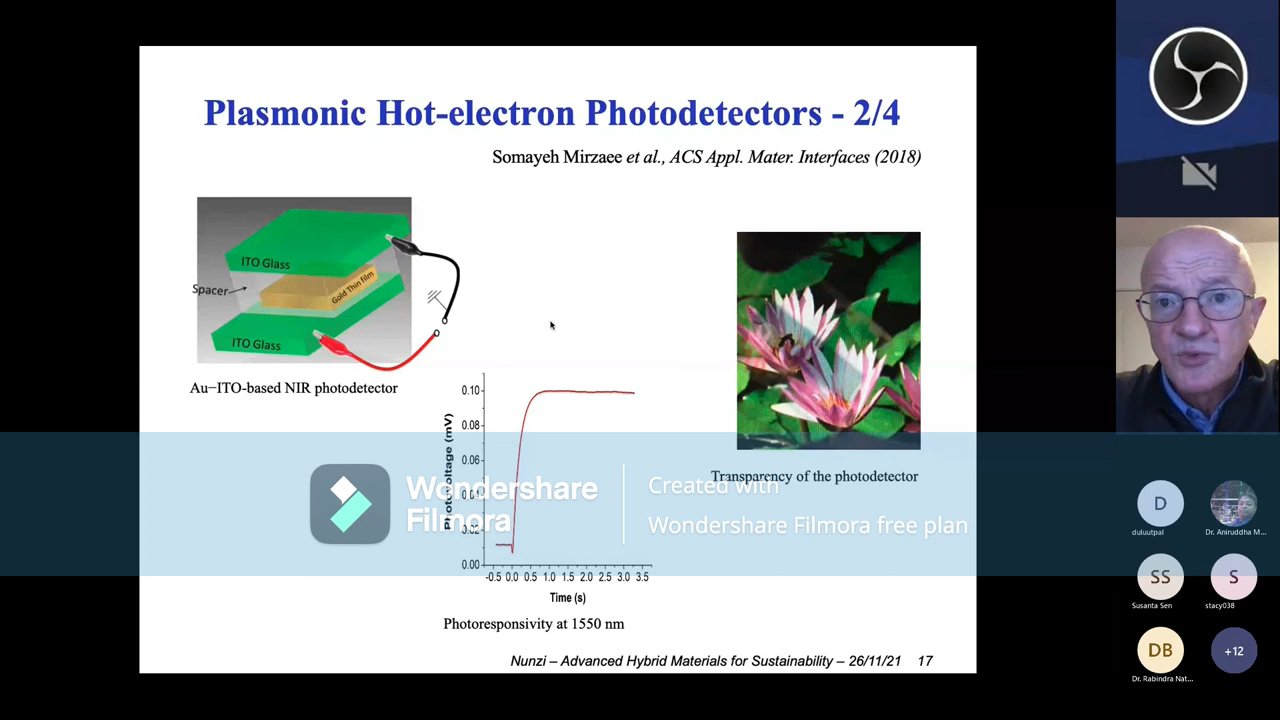 Plasmonic Hot-electron Photodetectors - 2/4
Somayeh Mirzaee et al., ACS Appl. Mater. Interfaces (2018)
ITO Glass
Spacer
Gold Thin film
ITO Glass
Au−ITO-based NIR photodetector
Transparency of the photodetector
Photovoltage (mV)
0.10
0.08
0.06
0.02
0.00
-0.5 0.0 0.5 1.0 1.5 2.0 2.5 3.0 3.5
Time (s)
Photoresponsivity at 1550 nm
Nunzi – Advanced Hybrid Materials for Sustainability – 26/11/21 17
Wondershare
Filmora
Created with
Wondershare Filmora free plan
D
duluutpal
Dr. Aniruddha M...
SS
Susanta Sen
S
stacy038
DB
Dr. Rabindra Nat...
+12